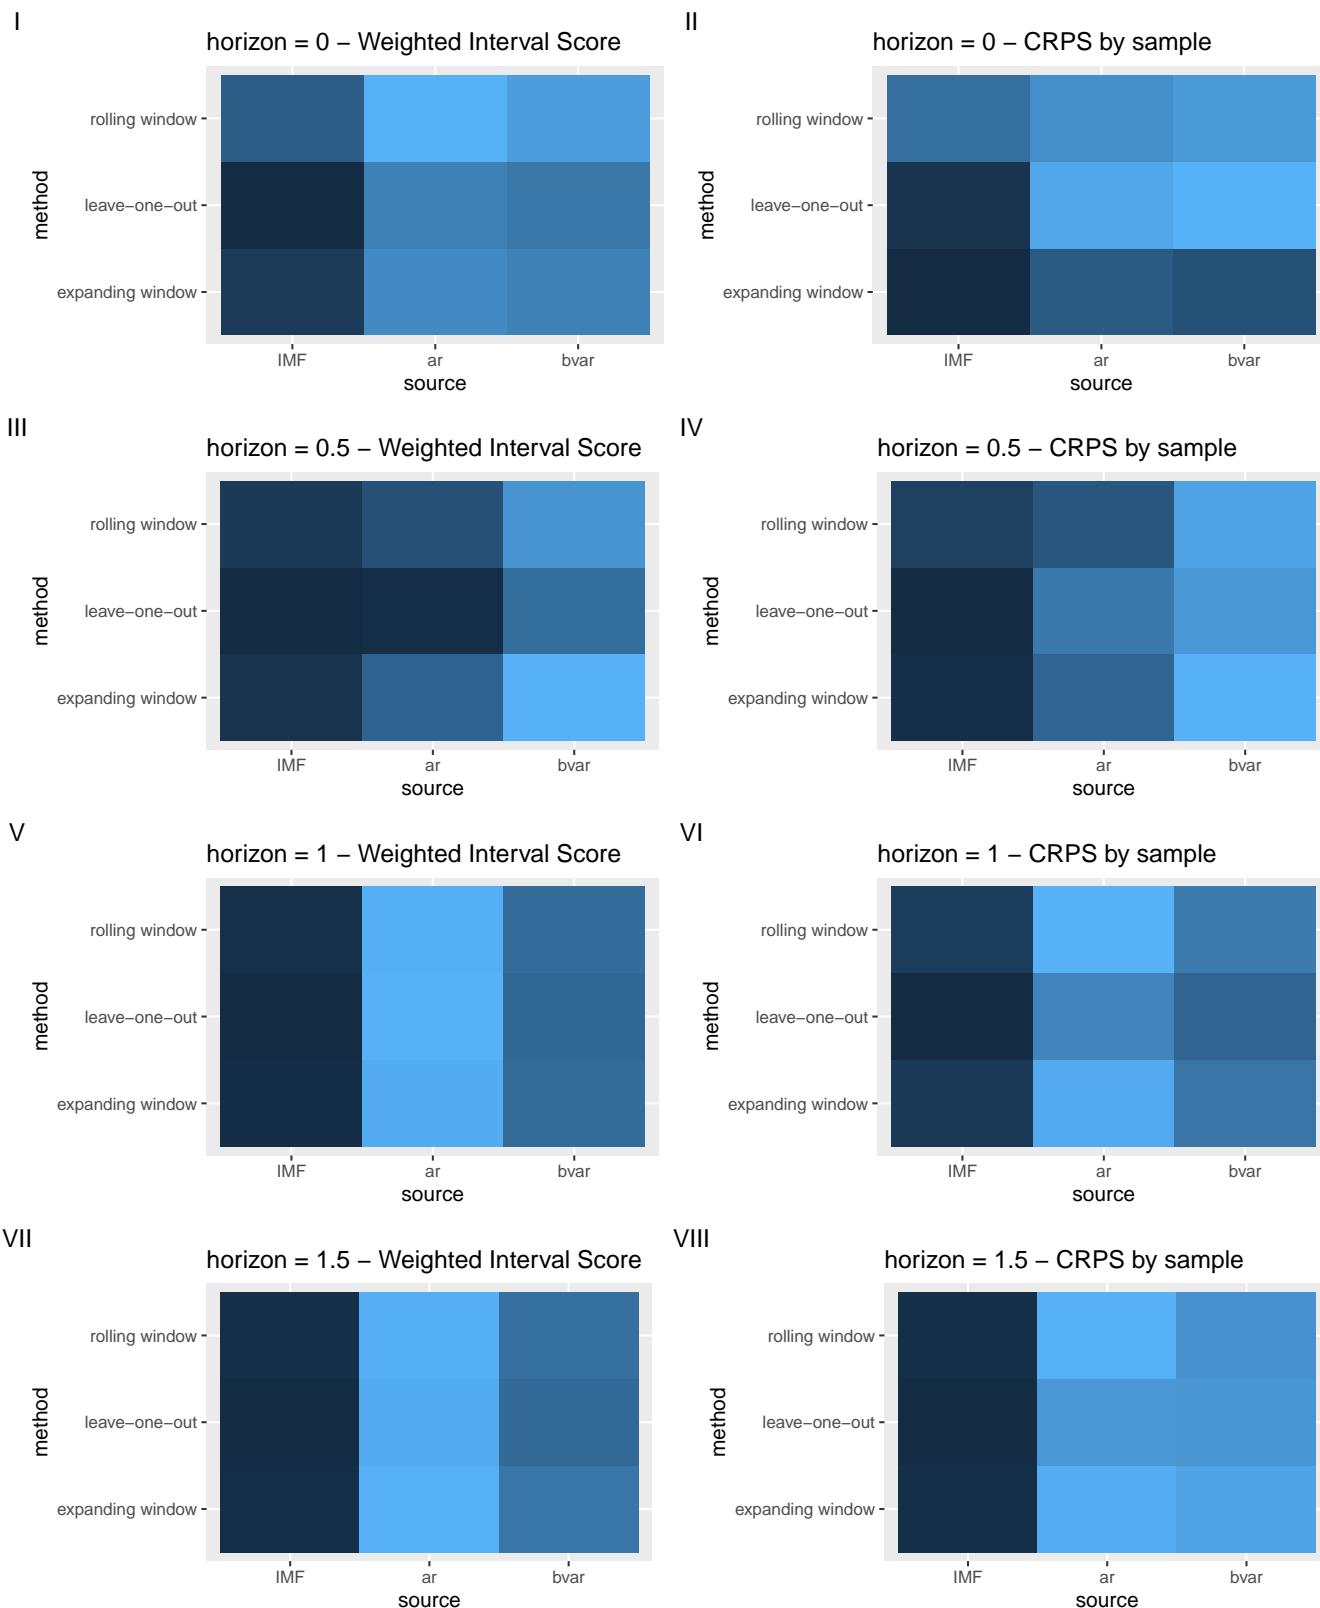 I
horizon = 0 – Weighted Interval Score
rolling window
leave−one−out
expanding window
method
IMF ar bvar
source
II
horizon = 0 – CRPS by sample
rolling window
leave−one−out
expanding window
method
IMF ar bvar
source
III
horizon = 0.5 – Weighted Interval Score
rolling window
leave−one−out
expanding window
method
IMF ar bvar
source
IV
horizon = 0.5 – CRPS by sample
rolling window
leave−one−out
expanding window
method
IMF ar bvar
source
V
horizon = 1 – Weighted Interval Score
rolling window
leave−one−out
expanding window
method
IMF ar bvar
source
VI
horizon = 1 – CRPS by sample
rolling window
leave−one−out
expanding window
method
IMF ar bvar
source
VII
horizon = 1.5 – Weighted Interval Score
rolling window
leave−one−out
expanding window
method
IMF ar bvar
source
VIII
horizon = 1.5 – CRPS by sample
rolling window
leave−one−out
expanding window
method
IMF ar bvar
source